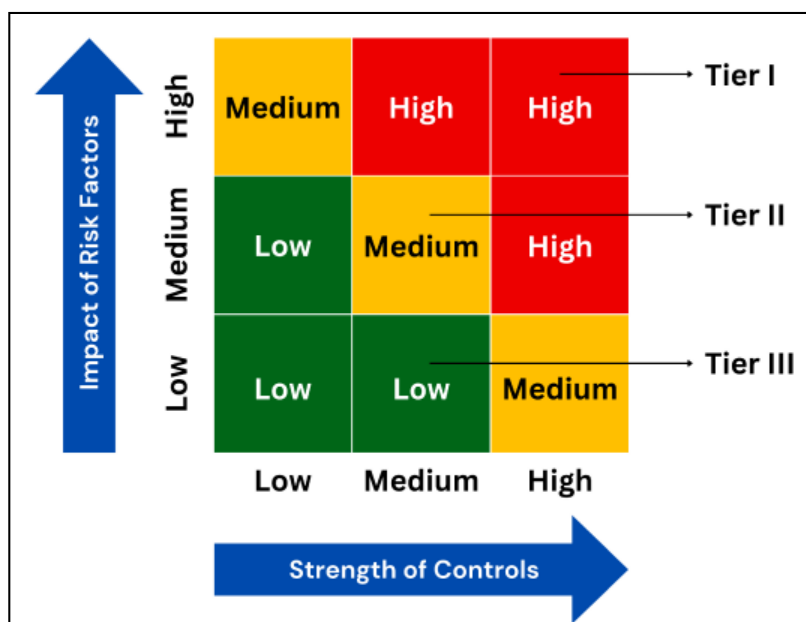 Impact of Risk Factors
High
Medium
Low
Medium
High
High
Low
Medium
High
Low
Low
Medium
Tier I
Tier II
Tier III
Low
Medium
High
Strength of Controls